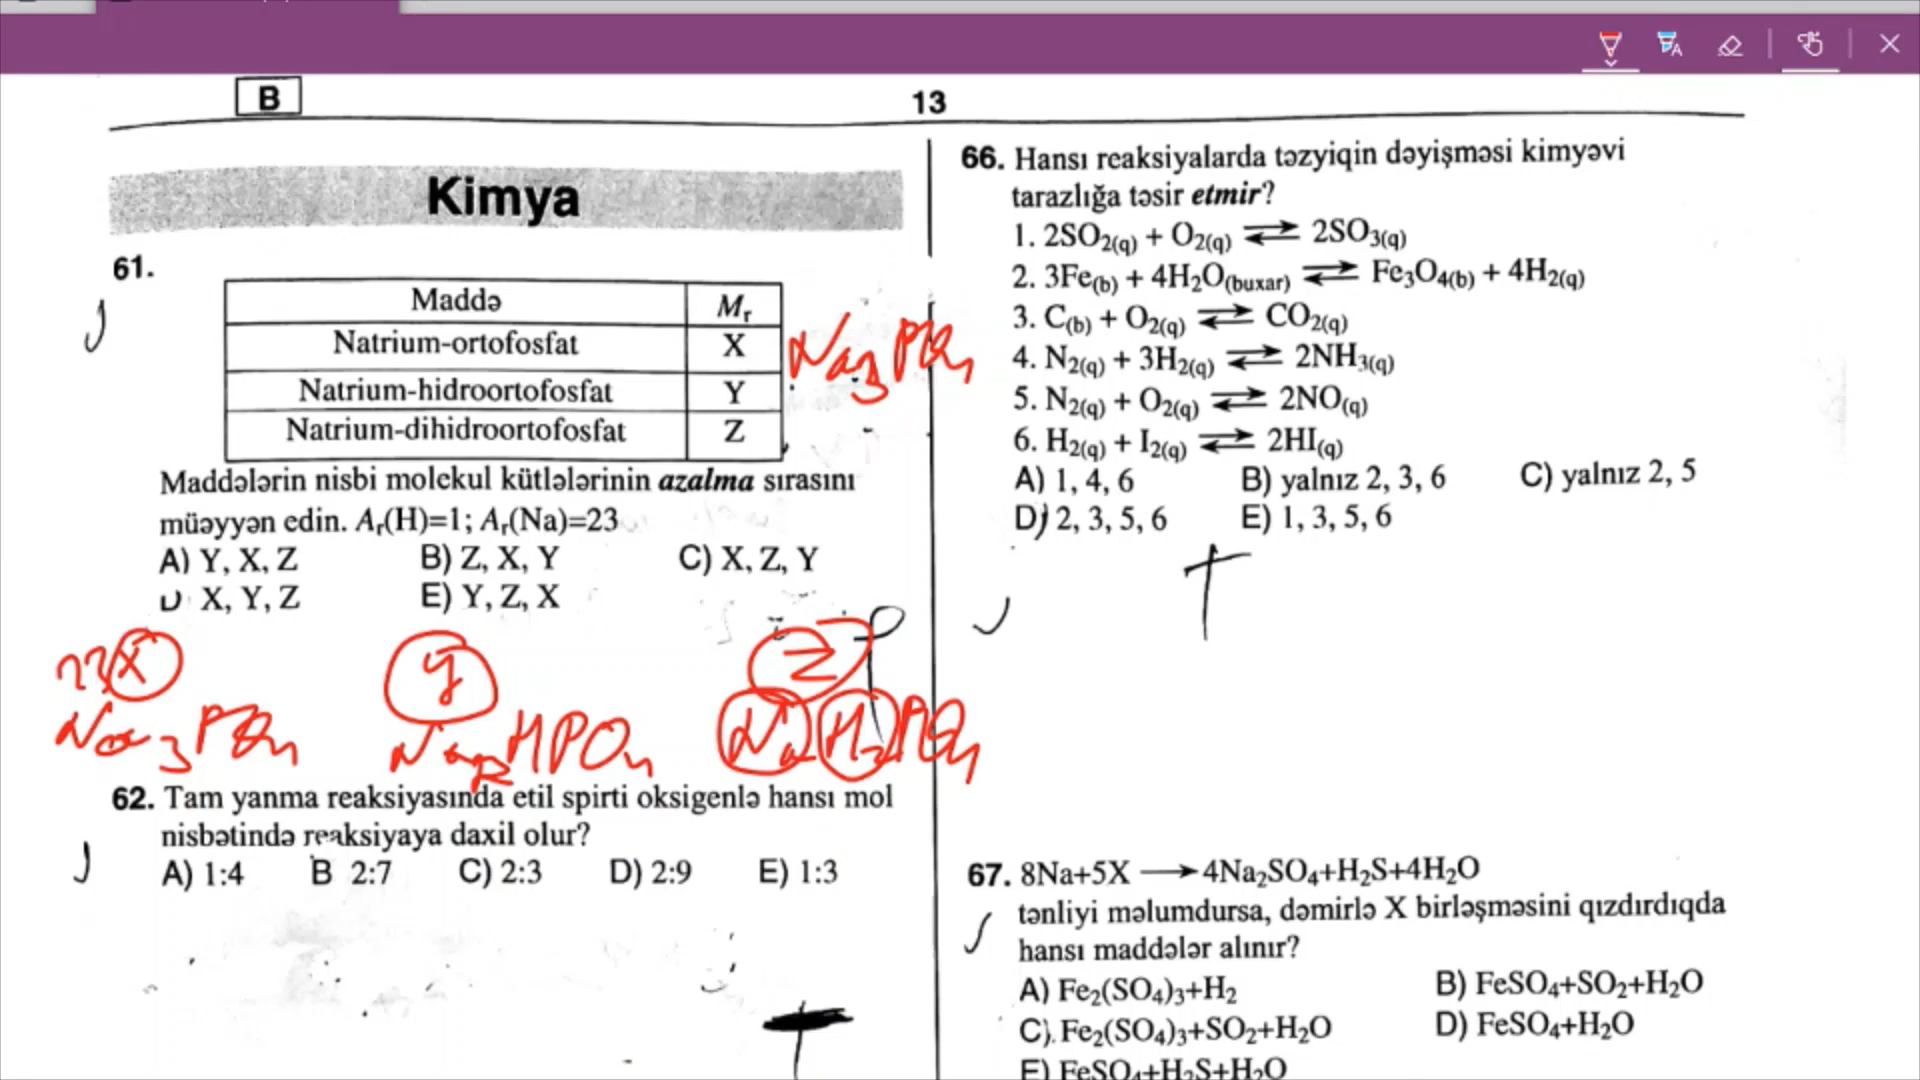 B
13
Kimya
61.
Maddə Mr
Natrium-ortofosfat X Na3PO4
Natrium-hidroortofosfat Y
Natrium-dihidroortofosfat Z
Maddələrin nisbi molekul kütlələrinin azalma sırasını
müəyyən edin. Ar(H)=1; Ar(Na)=23
A) Y, X, Z B) Z, X, Y C) X, Z, Y
X, Y, Z E) Y, Z, X
23 X y Z
Na3PO4 Na2HPO4 NaH2PO4
62. Tam yanma reaksiyasında etil spirti oksigenlə hansı mol
nisbətində reaksiyaya daxil olur?
A) 1:4 B 2:7 C) 2:3 D) 2:9 E) 1:3
66. Hansı reaksiyalarda təzyiqin dəyişməsi kimyəvi
tarazlığa təsir etmir?
1. 2SO2(q) + O2(q) ⇄ 2SO3(q)
2. 3Fe(b) + 4H2O(buxar) ⇄ Fe3O4(b) + 4H2(q)
3. C(b) + O2(q) ⇄ CO2(q)
4. N2(q) + 3H2(q) ⇄ 2NH3(q)
5. N2(q) + O2(q) ⇄ 2NO(q)
6. H2(q) + I2(q) ⇄ 2HI(q)
A) 1, 4, 6 B) yalnız 2, 3, 6 C) yalnız 2, 5
D) 2, 3, 5, 6 E) 1, 3, 5, 6
67. 8Na+5X → 4Na2SO4+H2S+4H2O
tənliyi məlumdursa, dəmirlə X birləşməsini qızdırdıqda
hansı maddələr alınır?
A) Fe2(SO4)3+H2 B) FeSO4+SO2+H2O
C) Fe2(SO4)3+SO2+H2O D) FeSO4+H2O
E) FeSO4+H2S+H2O